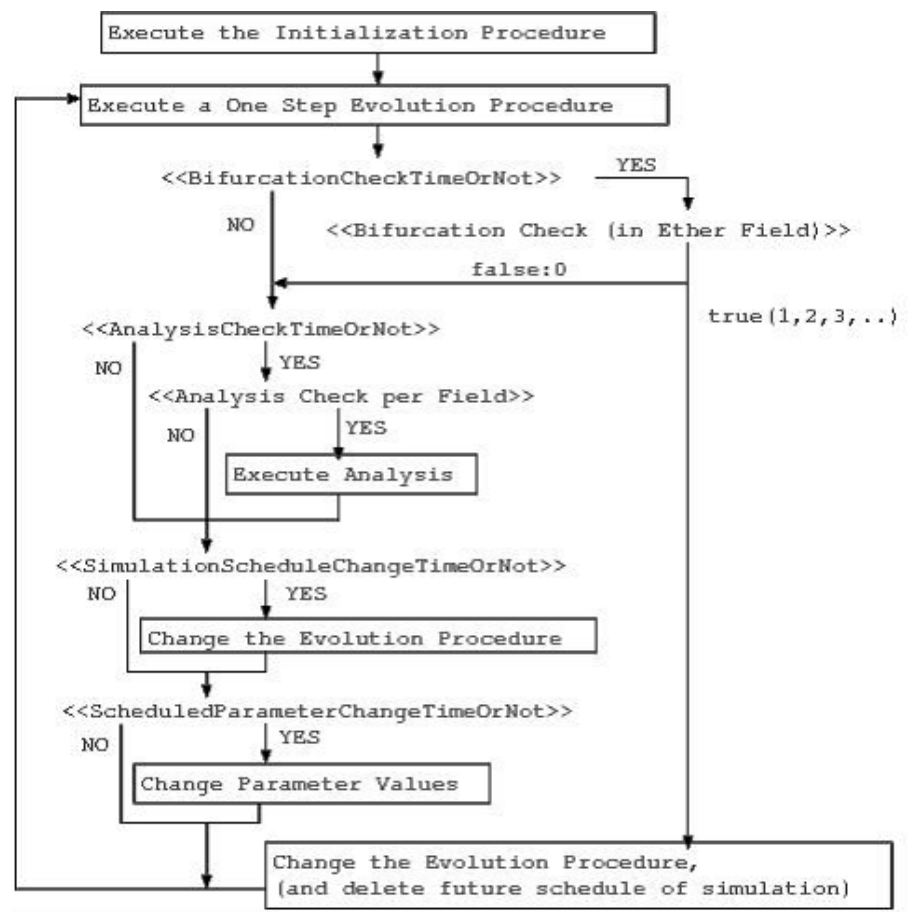 Execute the Initialization Procedure
Execute a One Step Evolution Procedure
<<BifurcationCheckTimeOrNot>>
YES
NO
<<Bifurcation Check (in Ether Field)>>
false:0
true(1,2,3,..)
<<AnalysisCheckTimeOrNot>>
NO
YES
<<Analysis Check per Field>>
NO
YES
Execute Analysis
<<SimulationScheduleChangeTimeOrNot>>
NO
YES
Change the Evolution Procedure
<<ScheduledParameterChangeTimeOrNot>>
NO
YES
Change Parameter Values
Change the Evolution Procedure,
(and delete future schedule of simulation)